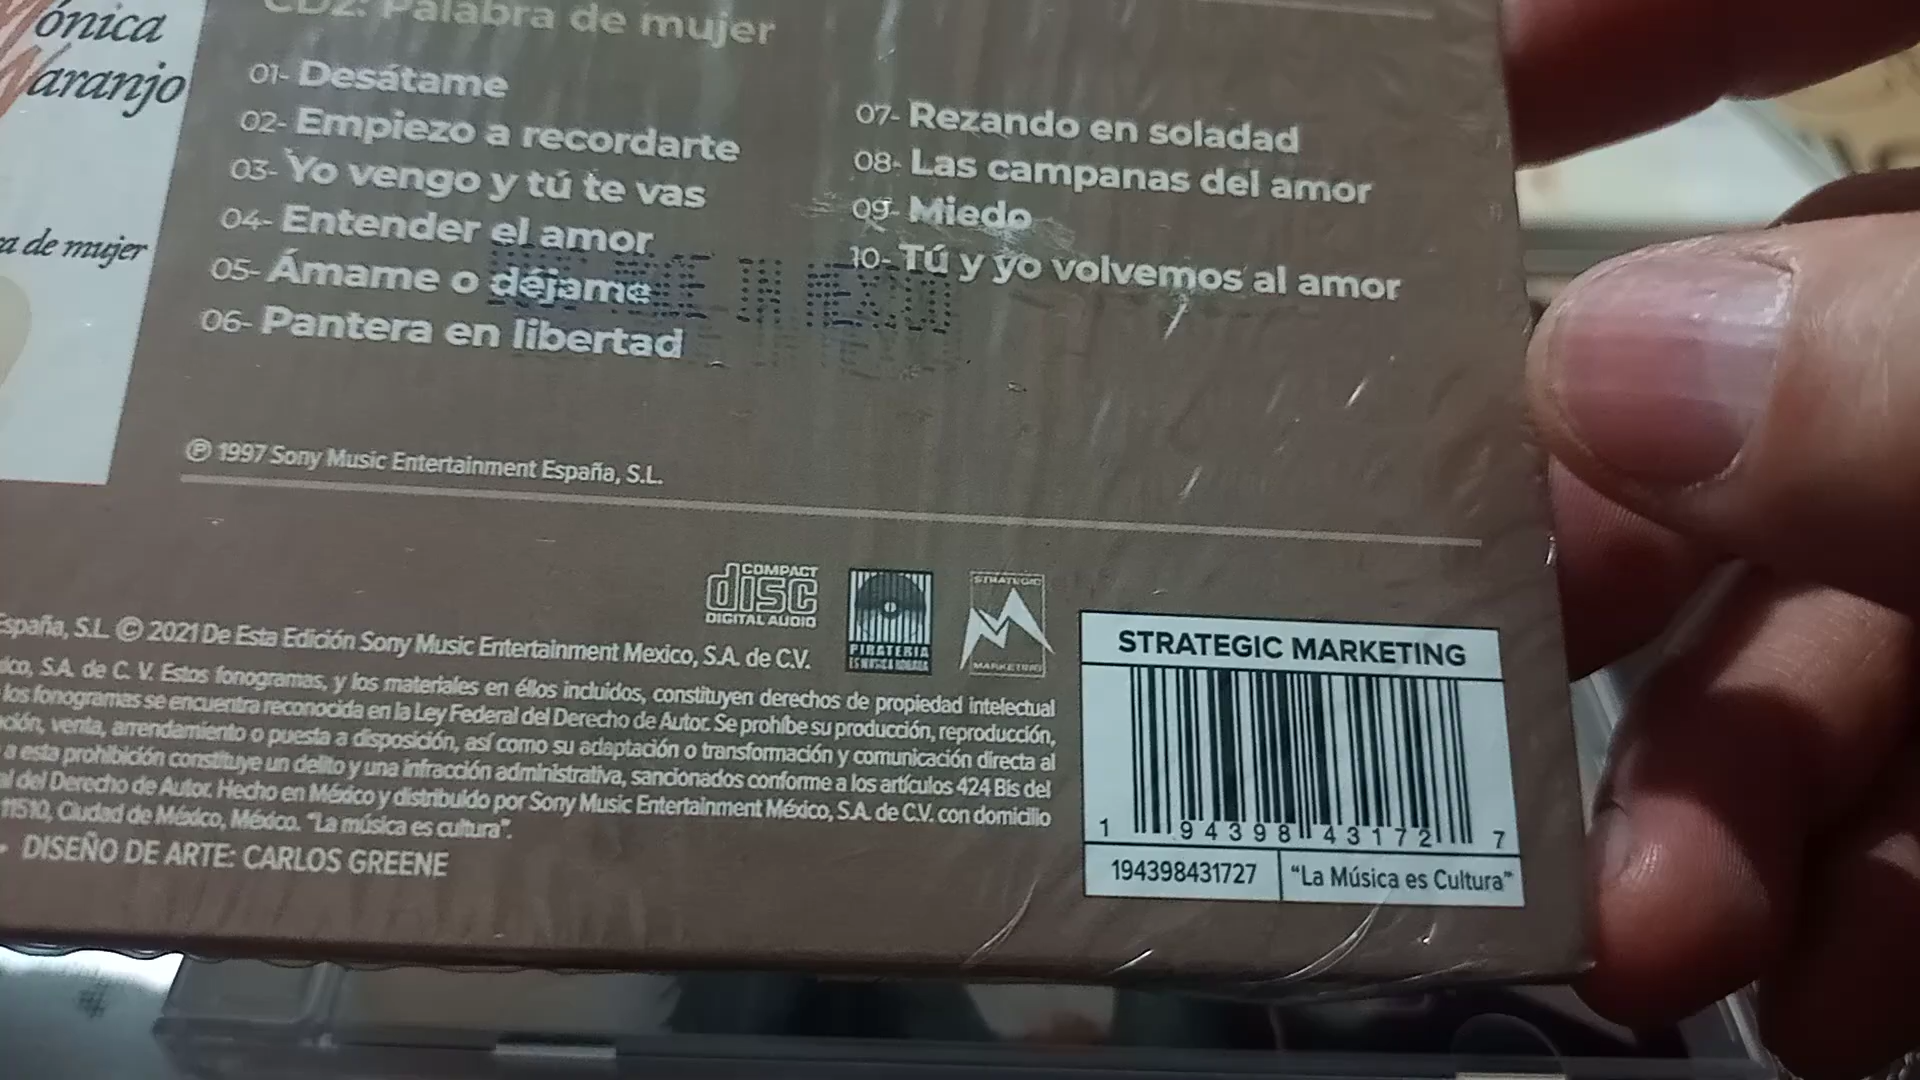 ónica
Naranjo
a de mujer
CD2: Palabra de mujer
01- Desátame
02- Empiezo a recordarte
03- Yo vengo y tú te vas
04- Entender el amor
05- Ámame o déjame
06- Pantera en libertad
07- Rezando en soladad
08- Las campanas del amor
09- Miedo
10- Tú y yo volvemos al amor
Ⓟ 1997 Sony Music Entertainment España, S.L.
COMPACT
disc
DIGITAL AUDIO
PIRATERIA
ES MUSICA ROBADA
STRATEGIC
MARKETING
España, S.L. © 2021 De Esta Edición Sony Music Entertainment Mexico, S.A. de C.V.
ico, S.A. de C. V. Estos fonogramas, y los materiales en éllos incluidos, constituyen derechos de propiedad intelectual
los fonogramas se encuentra reconocida en la Ley Federal del Derecho de Autor. Se prohíbe su producción, reproducción,
ción, venta, arrendamiento o puesta a disposición, así como su adaptación o transformación y comunicación directa al
a esta prohibición constituye un delito y una infracción administrativa, sancionados conforme a los artículos 424 Bis del
al del Derecho de Autor. Hecho en México y distribuido por Sony Music Entertainment México, S.A. de C.V. con domicilio
11510, Ciudad de México, México. "La música es cultura".
• DISEÑO DE ARTE: CARLOS GREENE
STRATEGIC MARKETING
1 94398 43172 7
194398431727
"La Música es Cultura"